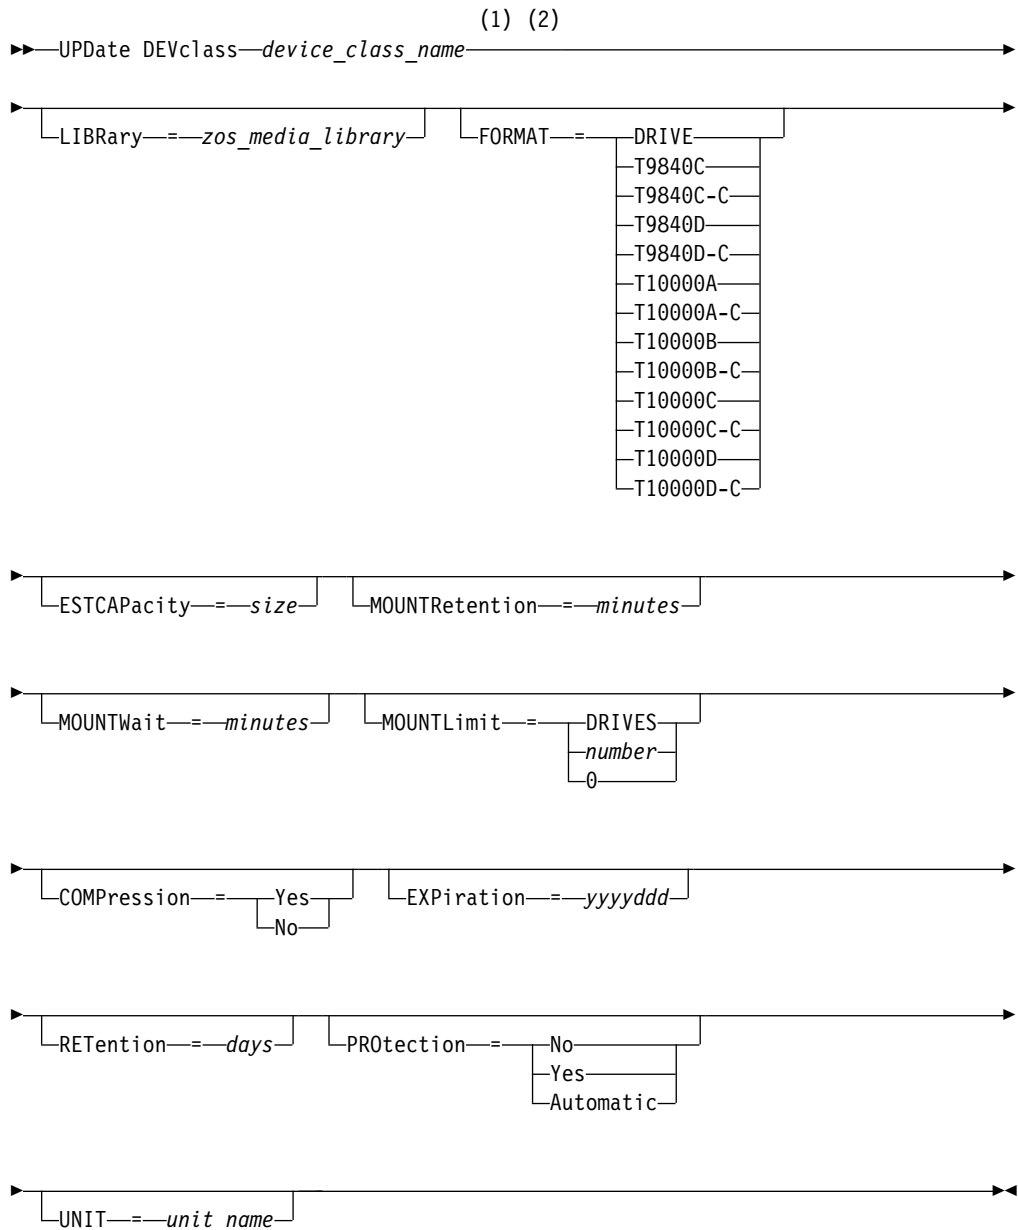 (1) (2)
UPDate DEVclass device_class_name
LIBRary = zos_media_library FORMAT = DRIVE
T9840C
T9840C-C
T9840D
T9840D-C
T10000A
T10000A-C
T10000B
T10000B-C
T10000C
T10000C-C
T10000D
T10000D-C
ESTCAPacity = size MOUNTRetention = minutes
MOUNTWait = minutes MOUNTLimit = DRIVES
number
0
COMPression = Yes EXPiration = yyyyddd
No
RETention = days PROtection = No
Yes
Automatic
UNIT = unit name